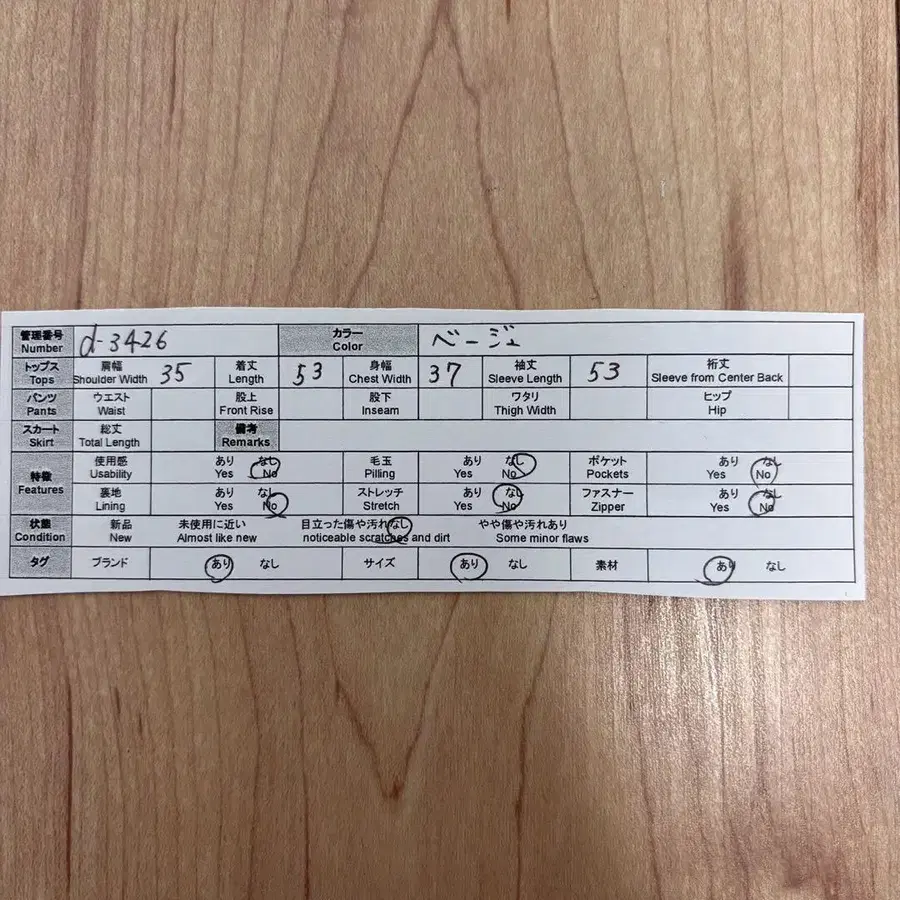 管理番号 d-3426 カラー ベージュ
Number Color
トップス 肩幅 35 着丈 53 身幅 37 袖丈 53 裄丈
Tops Shoulder Width Length Chest Width Sleeve Length Sleeve from Center Back
パンツ ウエスト 股上 股下 ワタリ ヒップ
Pants Waist Front Rise Inseam Thigh Width Hip
スカート 総丈 備考
Skirt Total Length Remarks
特徴 使用感 あり なし 毛玉 あり なし ポケット あり なし
Features Usability Yes No Pilling Yes No Pockets Yes No
裏地 あり なし ストレッチ あり なし ファスナー あり なし
Lining Yes No Stretch Yes No Zipper Yes No
状態 新品 未使用に近い 目立った傷や汚れなし やや傷や汚れあり
Condition New Almost like new noticeable scratches and dirt Some minor flaws
タグ ブランド あり なし サイズ あり なし 素材 あり なし